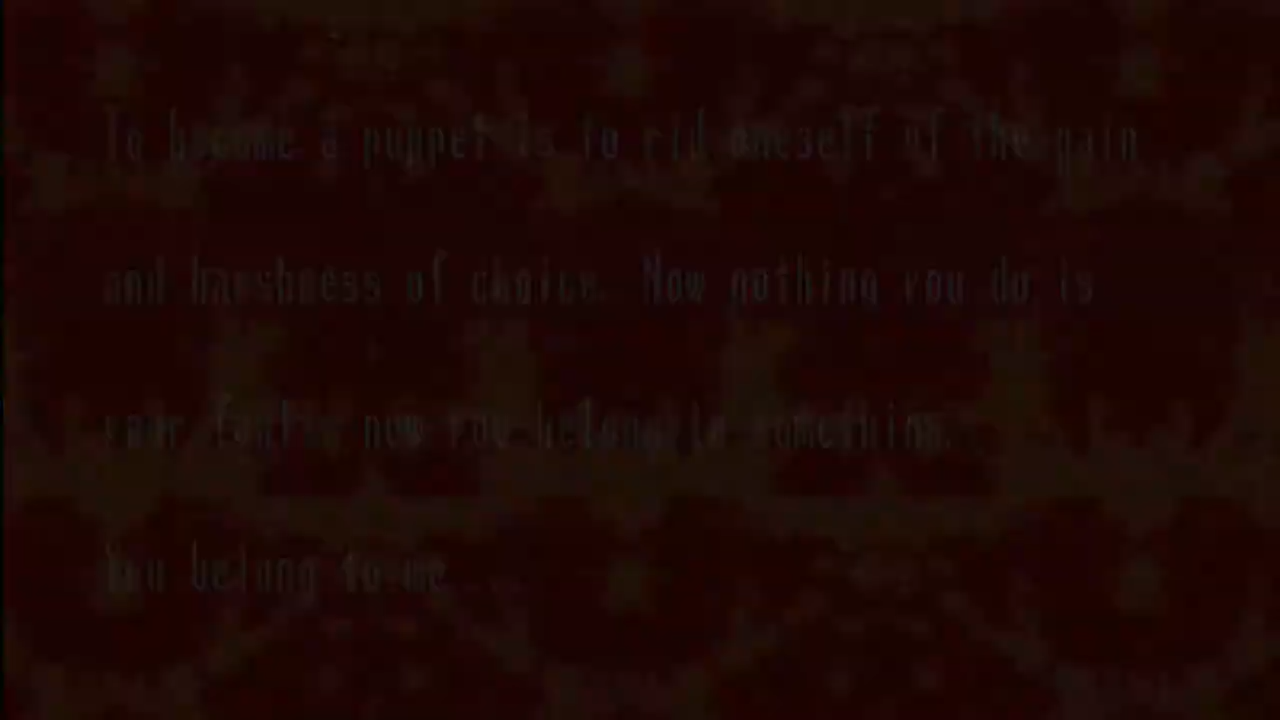 To become a puppet is to rid oneself of the pain
and harshness of choice. Now nothing you do is
your fault, now you belong to something.
You belong to me